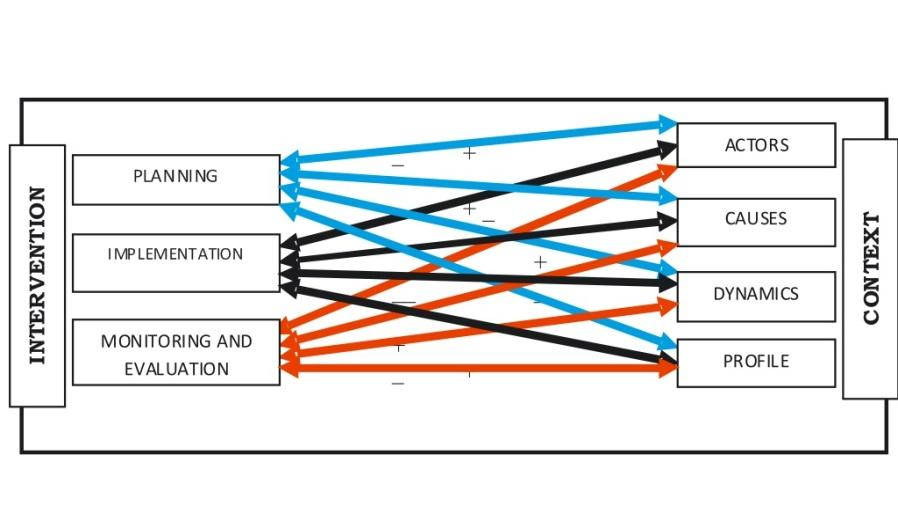 INTERVENTION
PLANNING
IMPLEMENTATION
MONITORING AND
EVALUATION
ACTORS
CAUSES
DYNAMICS
PROFILE
CONTEXT